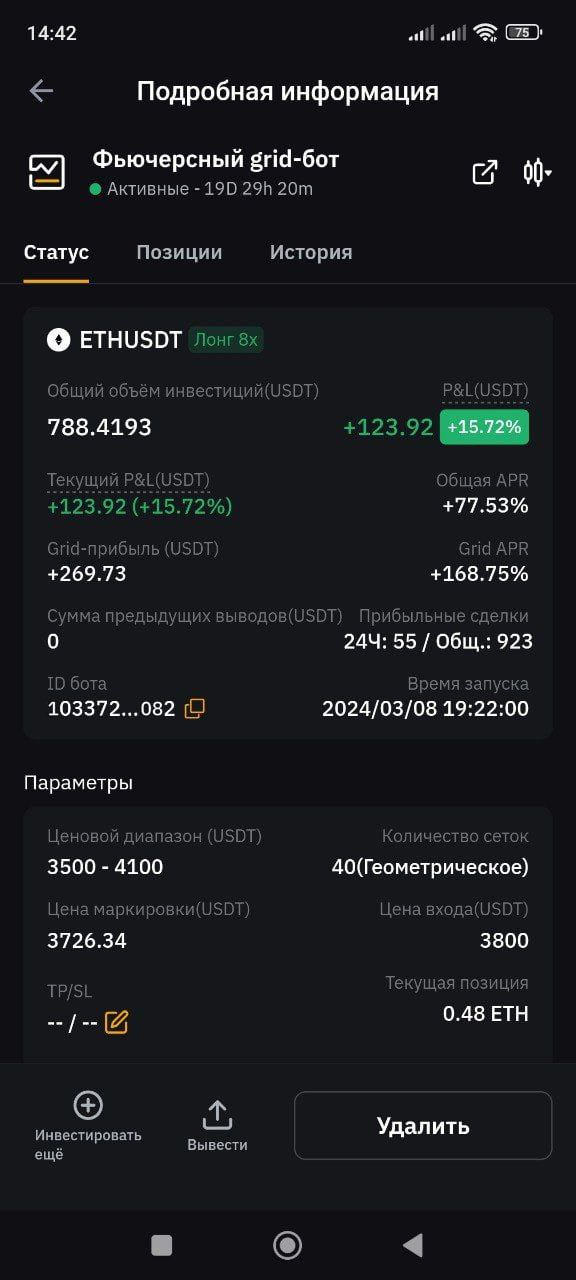 14:42
75
Подробная информация
Фьючерсный grid-бот
Активные - 19D 29h 20m
Статус Позиции История
ETHUSDT Лонг 8x
Общий объём инвестиций(USDT) P&L(USDT)
788.4193 +123.92 +15.72%
Текущий P&L(USDT) Общая APR
+123.92 (+15.72%) +77.53%
Grid-прибыль (USDT) Grid APR
+269.73 +168.75%
Сумма предыдущих выводов(USDT) Прибыльные сделки
0 24Ч: 55 / Общ.: 923
ID бота Время запуска
103372...082 2024/03/08 19:22:00
Параметры
Ценовой диапазон (USDT) Количество сеток
3500 - 4100 40(Геометрическое)
Цена маркировки(USDT) Цена входа(USDT)
3726.34 3800
TP/SL Текущая позиция
-- / -- 0.48 ETH
Инвестировать ещё
Вывести
Удалить